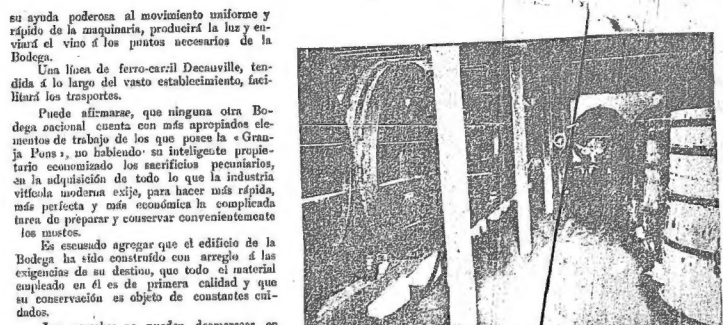 su ayuda poderosa al movimiento uniforme y
rápido de la maquinaria, producirá la luz y en-
viará el vino á los puntos necesarios de la
Bodega.
Una línea de ferro-carril Decauville, ten-
dida á lo largo del vasto establecimiento, faci-
litará los trasportes.
Puede afirmarse, que ninguna otra Bo-
dega nacional cuenta con más apropiados ele-
mentos de trabajo de los que posee la « Gran-
ja Pons », no habiendo su inteligente propie-
tario economizado los sacrificios pecuniarios,
en la adquisición de todo lo que la industria
vitícola moderna exije, para hacer más rápida,
más perfecta y más económica la complicada
tarea de preparar y conservar convenientemente
los mostos.
Es escusado agregar que el edificio de la
Bodega ha sido construído con arreglo á las
exigencias de su destino, que todo el material
empleado en él es de primera calidad y que
su conservación es objeto de constantes cui-
dados.